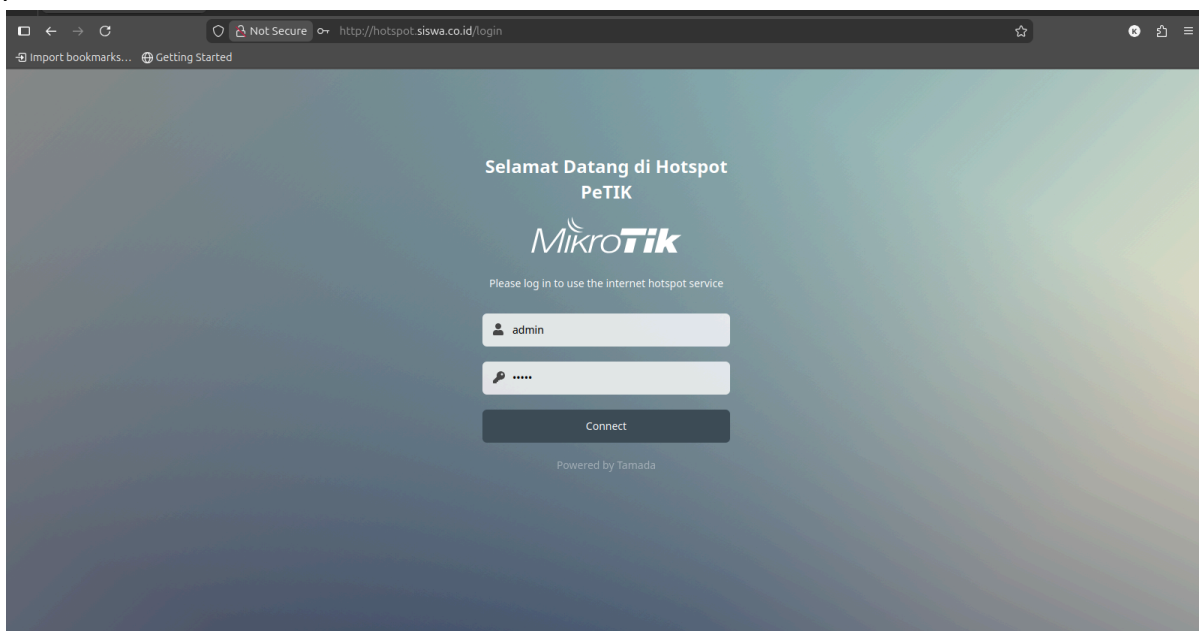 Not Secure http://hotspot.siswa.co.id/login
Import bookmarks... Getting Started
Selamat Datang di Hotspot
PeTIK
MikroTik
Please log in to use the internet hotspot service
admin
•••••
Connect
Powered by Tamada